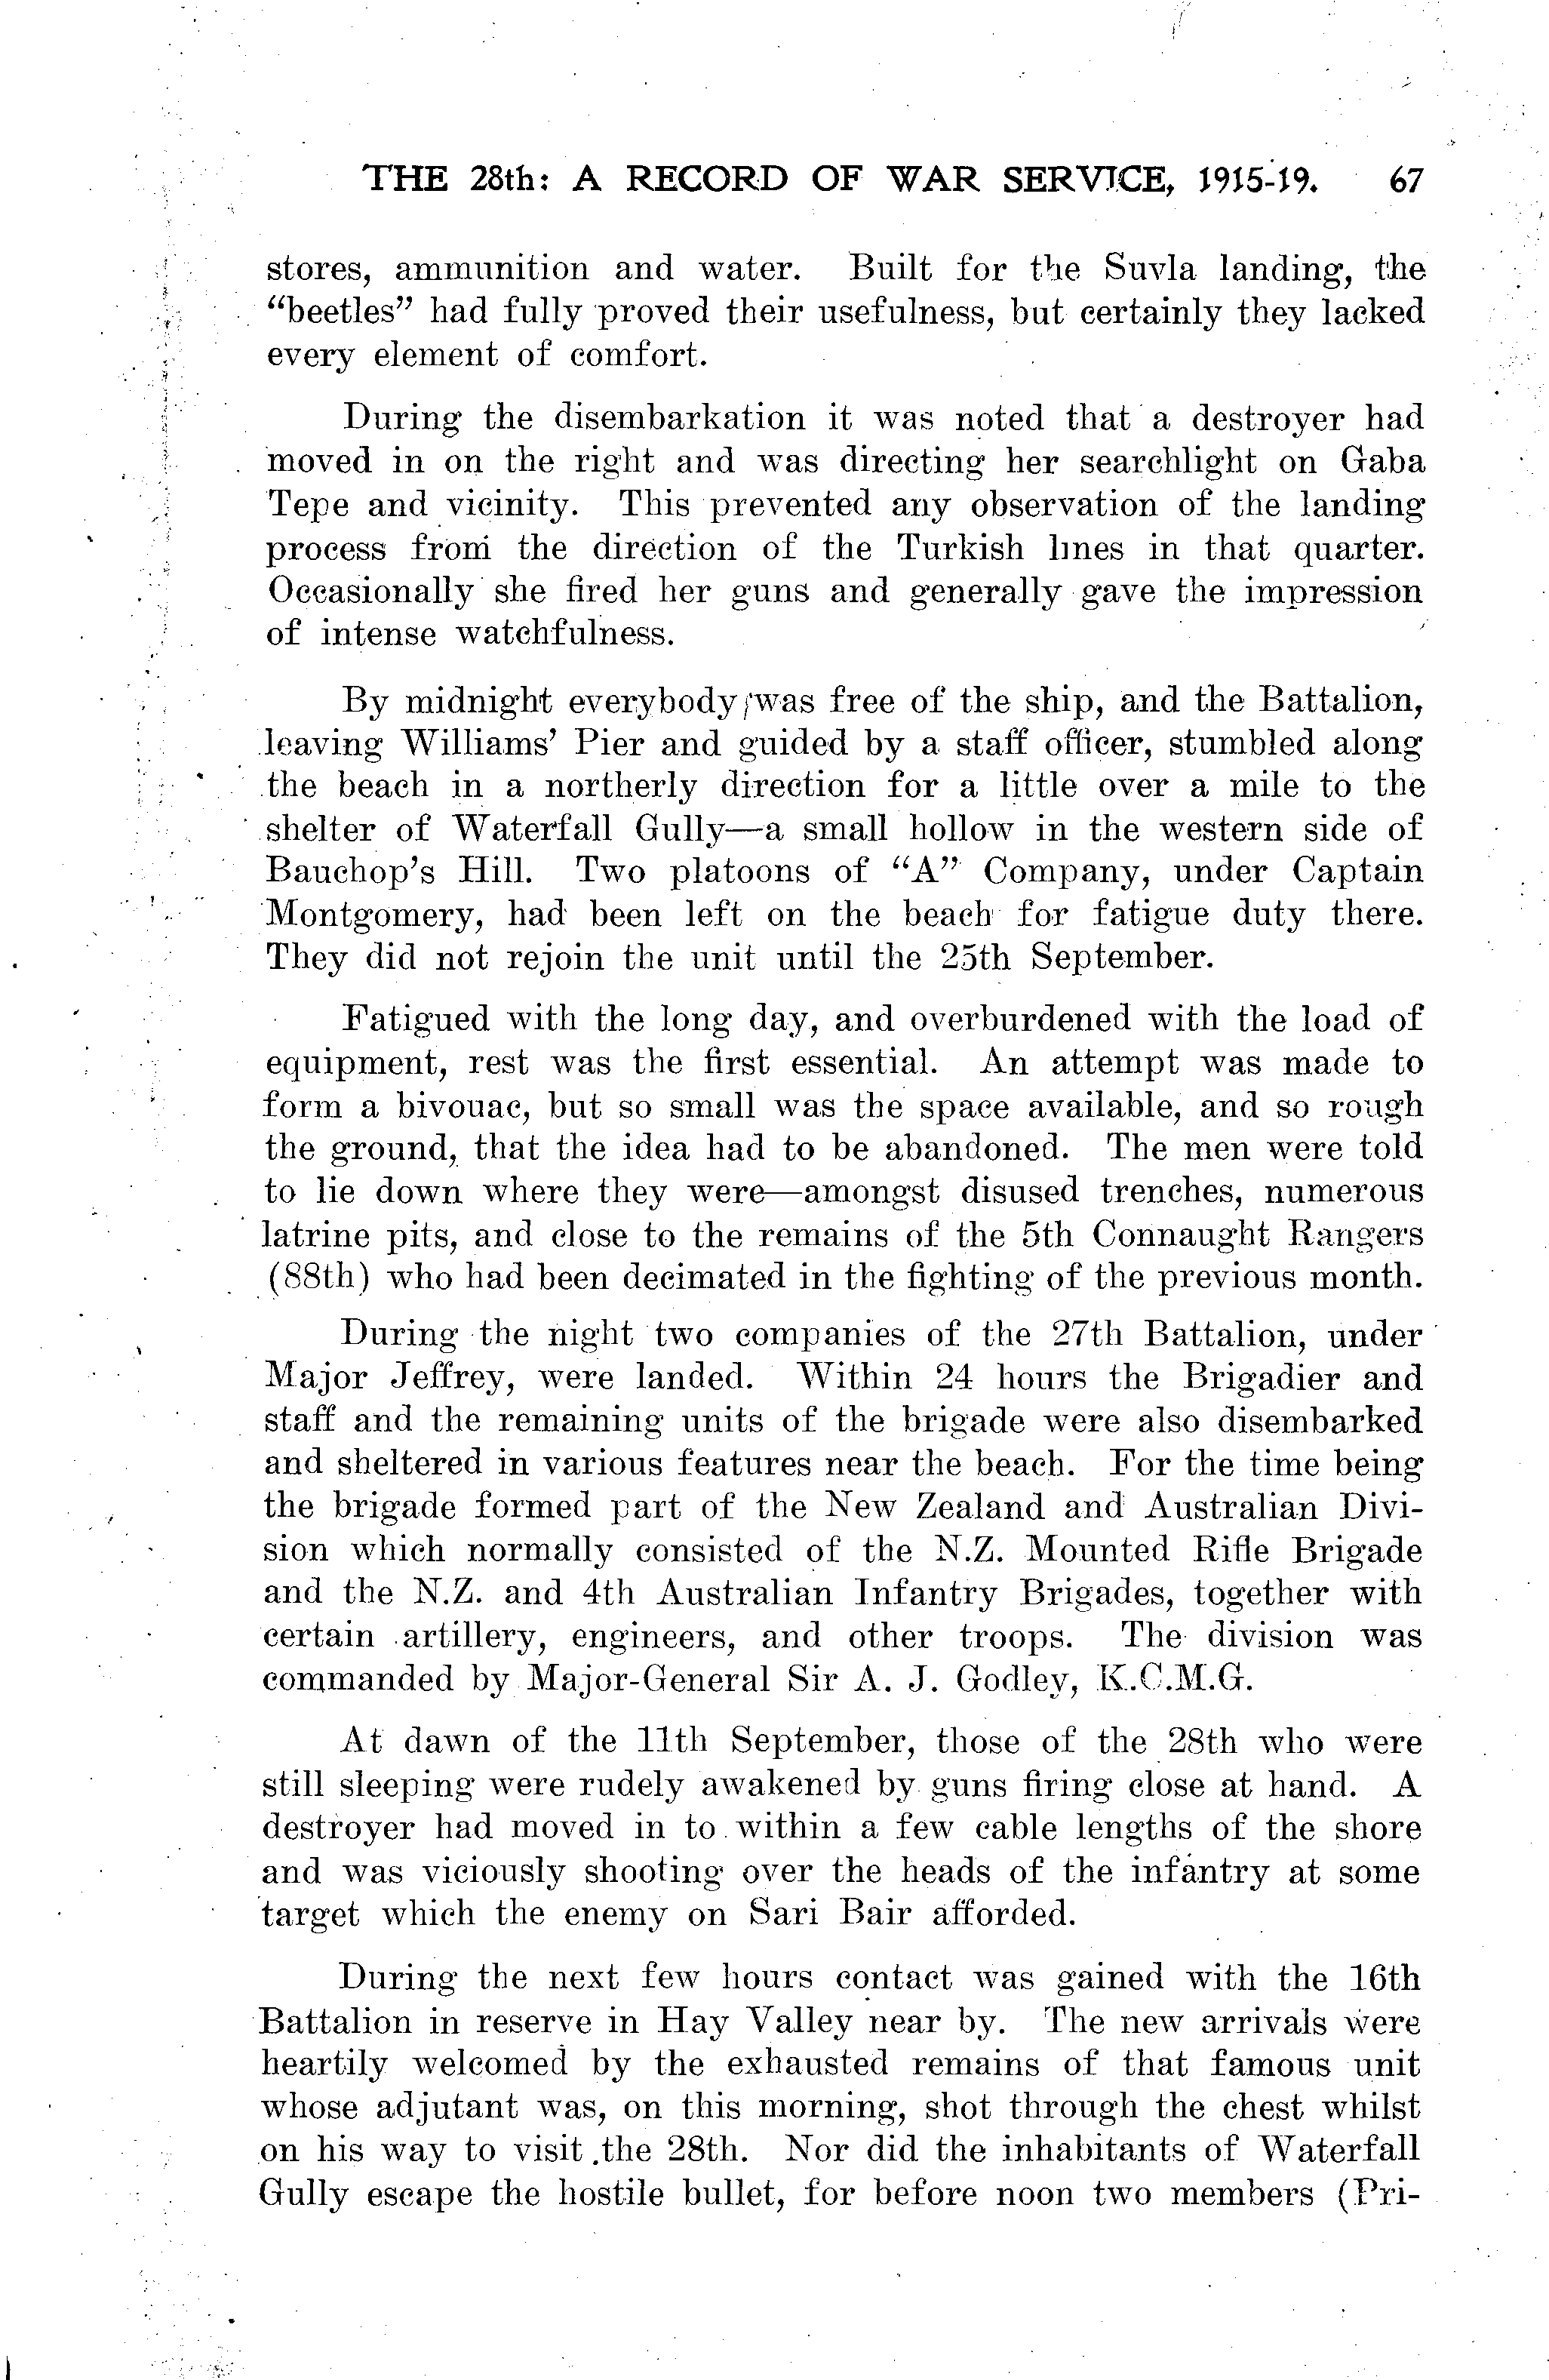 THE 28th: A RECORD OF WAR SERVICE, 1915-19. 67
stores, ammunition and water. Built for the Suvla landing, the
"beetles" had fully proved their usefulness, but certainly they lacked
every element of comfort.
During the disembarkation it was noted that a destroyer had
moved in on the right and was directing her searchlight on Gaba
Tepe and vicinity. This prevented any observation of the landing
process from the direction of the Turkish lines in that quarter.
Occasionally she fired her guns and generally gave the impression
of intense watchfulness.
By midnight everybody was free of the ship, and the Battalion,
leaving Williams' Pier and guided by a staff officer, stumbled along
the beach in a northerly direction for a little over a mile to the
shelter of Waterfall Gully—a small hollow in the western side of
Bauchop's Hill. Two platoons of "A" Company, under Captain
Montgomery, had been left on the beach for fatigue duty there.
They did not rejoin the unit until the 25th September.
Fatigued with the long day, and overburdened with the load of
equipment, rest was the first essential. An attempt was made to
form a bivouac, but so small was the space available, and so rough
the ground, that the idea had to be abandoned. The men were told
to lie down where they were—amongst disused trenches, numerous
latrine pits, and close to the remains of the 5th Connaught Rangers
(88th) who had been decimated in the fighting of the previous month.
During the night two companies of the 27th Battalion, under
Major Jeffrey, were landed. Within 24 hours the Brigadier and
staff and the remaining units of the brigade were also disembarked
and sheltered in various features near the beach. For the time being
the brigade formed part of the New Zealand and Australian Divi-
sion which normally consisted of the N.Z. Mounted Rifle Brigade
and the N.Z. and 4th Australian Infantry Brigades, together with
certain artillery, engineers, and other troops. The division was
commanded by Major-General Sir A. J. Godley, K.C.M.G.
At dawn of the 11th September, those of the 28th who were
still sleeping were rudely awakened by guns firing close at hand. A
destroyer had moved in to within a few cable lengths of the shore
and was viciously shooting over the heads of the infantry at some
target which the enemy on Sari Bair afforded.
During the next few hours contact was gained with the 16th
Battalion in reserve in Hay Valley near by. The new arrivals were
heartily welcomed by the exhausted remains of that famous unit
whose adjutant was, on this morning, shot through the chest whilst
on his way to visit the 28th. Nor did the inhabitants of Waterfall
Gully escape the hostile bullet, for before noon two members (Pri-